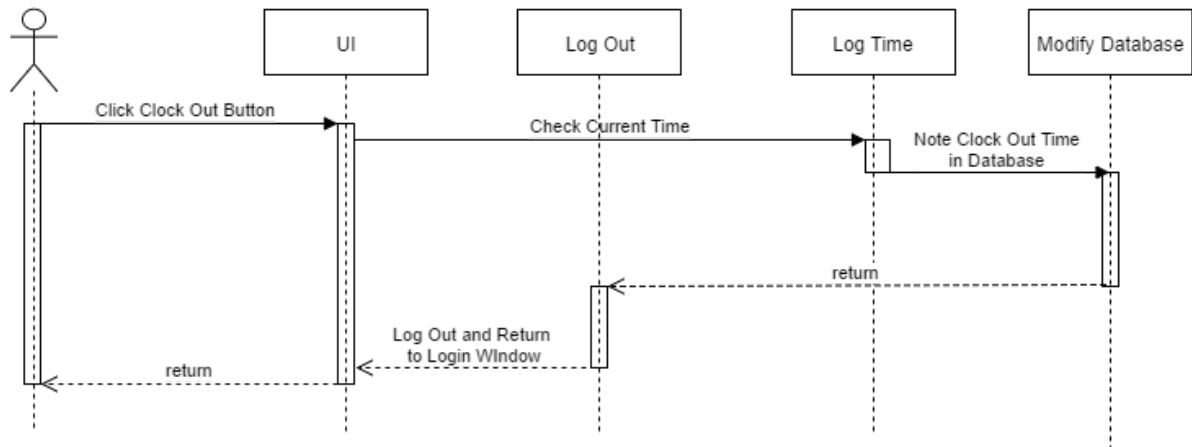 UI
Log Out
Log Time
Modify Database
Click Clock Out Button
Check Current Time
Note Clock Out Time
in Database
return
Log Out and Return
to Login WIndow
return